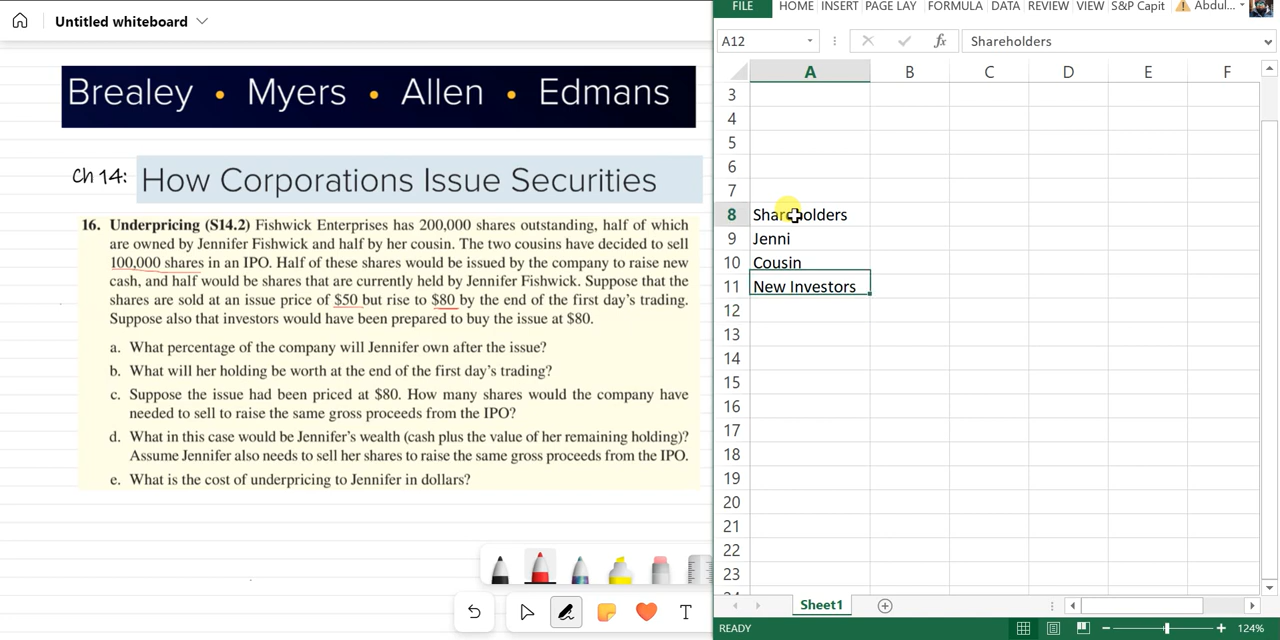 Untitled whiteboard
Brearley • Myers • Allen • Edmans
Ch 14: How Corporations Issue Securities
16. Underpricing (S14.2) Fishwick Enterprises has 200,000 shares outstanding, half of which
are owned by Jennifer Fishwick and half by her cousin. The two cousins have decided to sell
100,000 shares in an IPO. Half of these shares would be issued by the company to raise new
cash, and half would be shares that are currently held by Jennifer Fishwick. Suppose that the
shares are sold at an issue price of $50 but rise to $80 by the end of the first day’s trading.
Suppose also that investors would have been prepared to buy the issue at $80.
a. What percentage of the company will Jennifer own after the issue?
b. What will her holding be worth at the end of the first day’s trading?
c. Suppose the issue had been priced at $80. How many shares would the company have
needed to sell to raise the same gross proceeds from the IPO?
d. What in this case would be Jennifer’s wealth (cash plus the value of her remaining holding)?
Assume Jennifer also needs to sell her shares to raise the same gross proceeds from the IPO.
e. What is the cost of underpricing to Jennifer in dollars?
T
FILE HOME INSERT PAGE LAY FORMULA DATA REVIEW VIEW S&P Capit Abdul...
A12 fx Shareholders
A B C D E F
3
4
5
6
7
8 Shareholders
9 Jenni
10 Cousin
11 New Investors
12
13
14
15
16
17
18
19
20
21
22
23
Sheet1
READY 124%